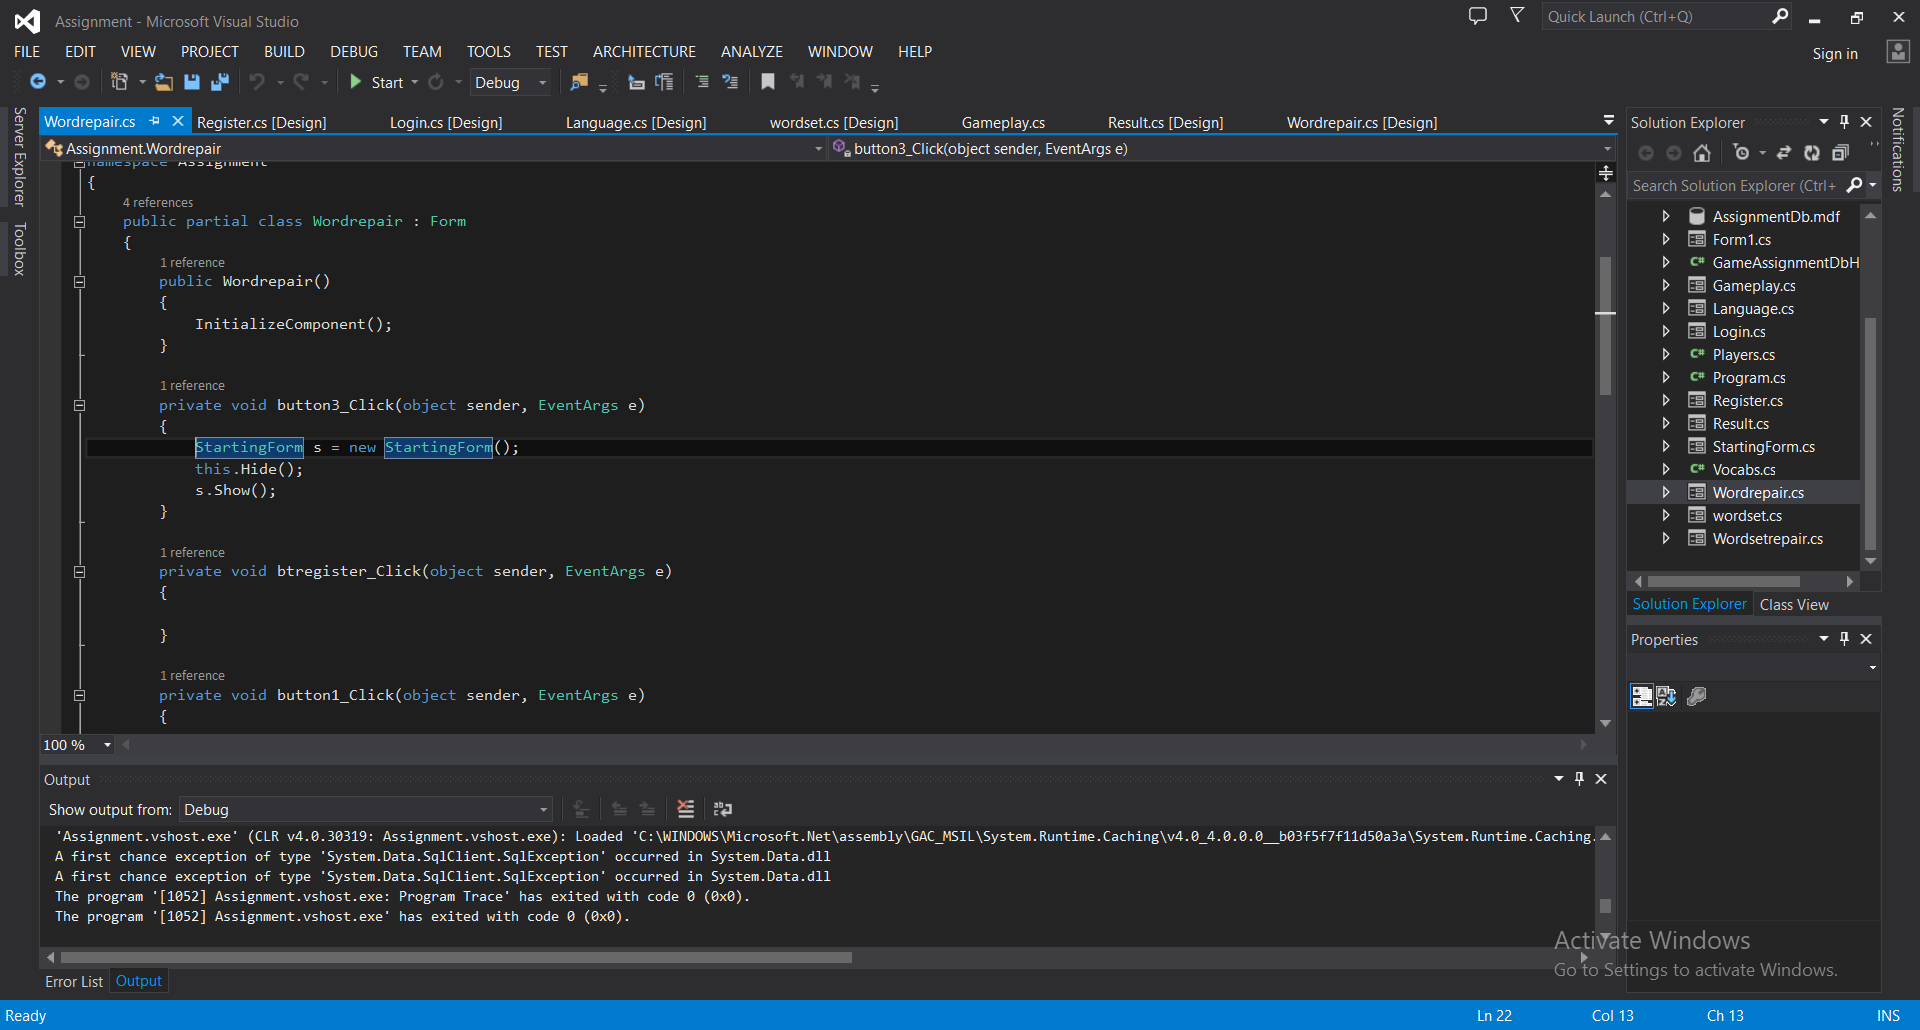 Assignment - Microsoft Visual Studio
Quick Launch (Ctrl+Q)
FILE EDIT VIEW PROJECT BUILD DEBUG TEAM TOOLS TEST ARCHITECTURE ANALYZE WINDOW HELP
Sign in
Start Debug
Server Explorer
Toolbox
Notifications
Wordrepair.cs Register.cs [Design] Login.cs [Design] Language.cs [Design] wordset.cs [Design] Gameplay.cs Result.cs [Design] Wordrepair.cs [Design]
Assignment.Wordrepair button3_Click(object sender, EventArgs e)
namespace Assignment
{
4 references
public partial class Wordrepair : Form
{
1 reference
public Wordrepair()
{
InitializeComponent();
}
1 reference
private void button3_Click(object sender, EventArgs e)
{
StartingForm s = new StartingForm();
this.Hide();
s.Show();
}
1 reference
private void btregister_Click(object sender, EventArgs e)
{
}
1 reference
private void button1_Click(object sender, EventArgs e)
{
100 %
Output
Show output from: Debug
'Assignment.vshost.exe' (CLR v4.0.30319: Assignment.vshost.exe): Loaded 'C:\WINDOWS\Microsoft.Net\assembly\GAC_MSIL\System.Runtime.Caching\v4.0_4.0.0.0__b03f5f7f11d50a3a\System.Runtime.Caching.
A first chance exception of type 'System.Data.SqlClient.SqlException' occurred in System.Data.dll
A first chance exception of type 'System.Data.SqlClient.SqlException' occurred in System.Data.dll
The program '[1052] Assignment.vshost.exe: Program Trace' has exited with code 0 (0x0).
The program '[1052] Assignment.vshost.exe' has exited with code 0 (0x0).
Error List Output
Solution Explorer
Search Solution Explorer (Ctrl+
AssignmentDb.mdf
Form1.cs
GameAssignmentDbH
Gameplay.cs
Language.cs
Login.cs
Players.cs
Program.cs
Register.cs
Result.cs
StartingForm.cs
Vocabs.cs
Wordrepair.cs
wordset.cs
Wordsetrepair.cs
Solution Explorer Class View
Properties
Activate Windows
Go to Settings to activate Windows.
Ready Ln 22 Col 13 Ch 13 INS